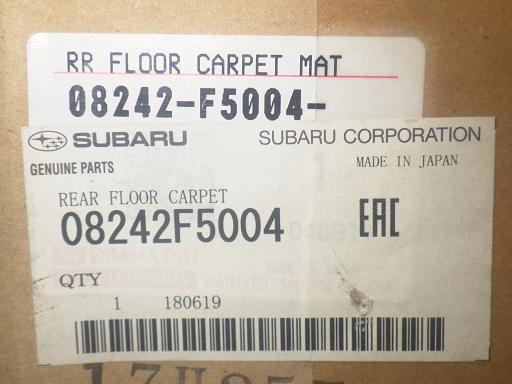 RR FLOOR CARPET MAT
08242-F5004-
SUBARU SUBARU CORPORATION
GENUINE PARTS MADE IN JAPAN
REAR FLOOR CARPET
08242F5004 EAC
QTY
1 180619